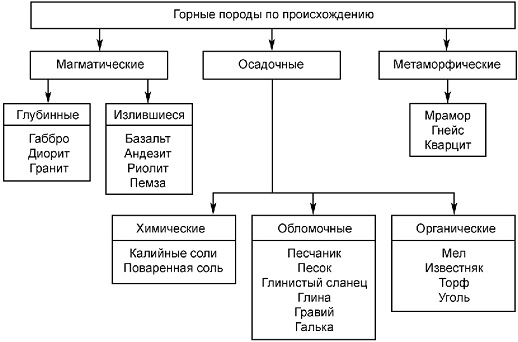 Горные породы по происхождению
Магматические
Осадочные
Метаморфические
Глубинные
Габбро
Диорит
Гранит
Излившиеся
Базальт
Андезит
Риолит
Пемза
Мрамор
Гнейс
Кварцит
Химические
Калийные соли
Поваренная соль
Обломочные
Песчаник
Песок
Глинистый сланец
Глина
Гравий
Галька
Органические
Мел
Известняк
Торф
Уголь